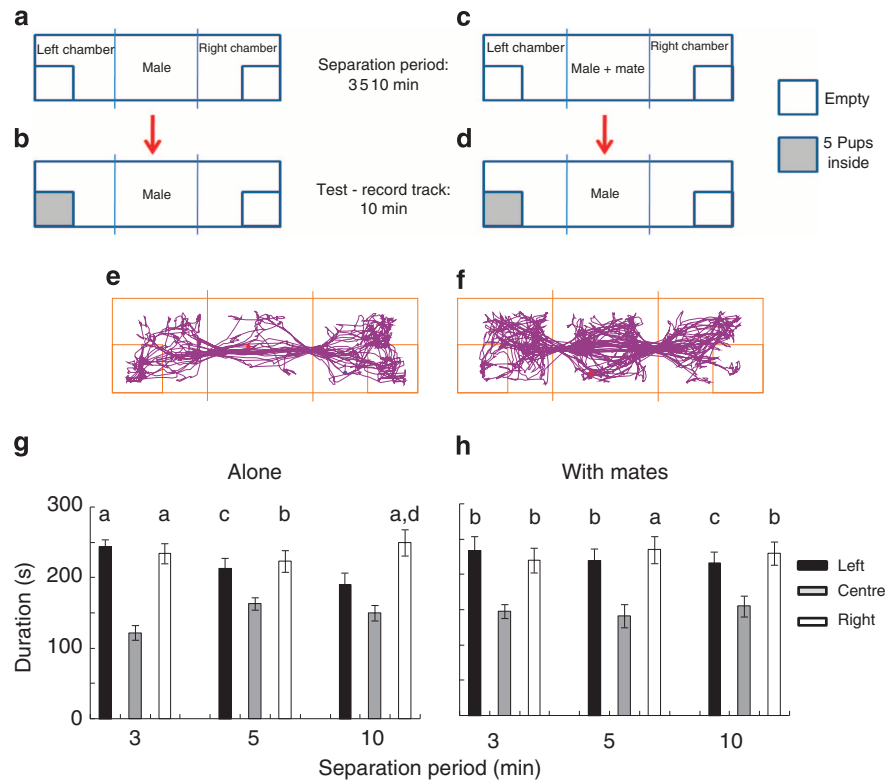 a
Left chamber
Male
Right chamber
Separation period:
3 5 10 min
c
Left chamber
Male + mate
Right chamber
Empty
5 Pups
inside
b
Male
Test - record track:
10 min
d
Male
e
f
g
Alone
300
200
100
0
Duration (s)
a
a
c
b
a,d
3
5
10
h
With mates
b
b
b
a
c
b
3
5
10
Left
Centre
Right
Separation period (min)